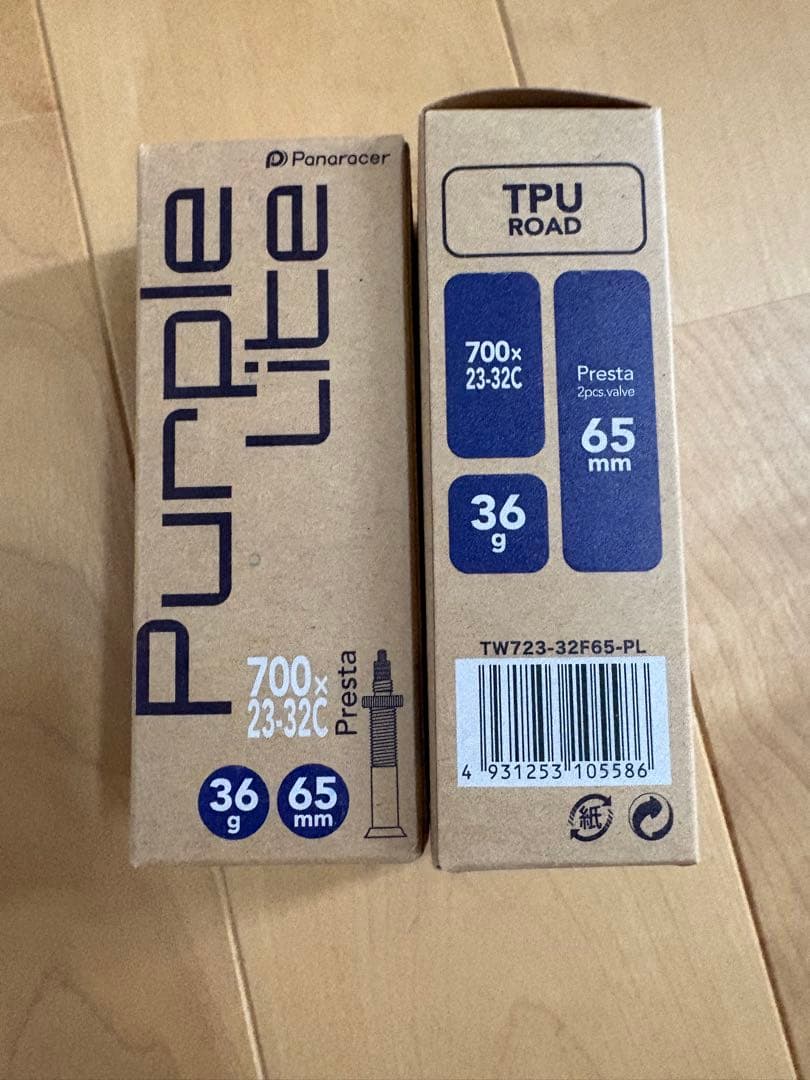 Panaracer
Purple
Lite
700×
23-32C
Presta
36
g
65
mm
TPU
ROAD
700×
23-32C
Presta
2pcs.valve
65
mm
36
g
TW723-32F65-PL
4 931253 105586
紙